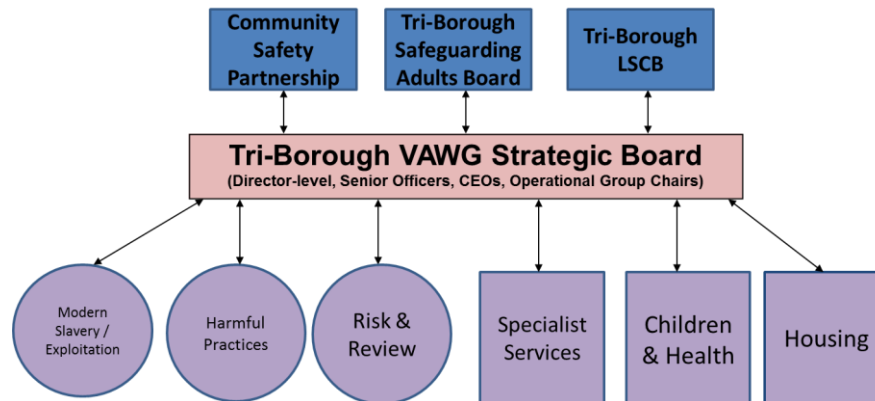 Community
Safety
Partnership
Tri-Borough
Safeguarding
Adults Board
Tri-Borough
LSCB
Tri-Borough VAWG Strategic Board
(Director-level, Senior Officers, CEOs, Operational Group Chairs)
Modern
Slavery /
Exploitation
Harmful
Practices
Risk &
Review
Specialist
Services
Children
& Health
Housing